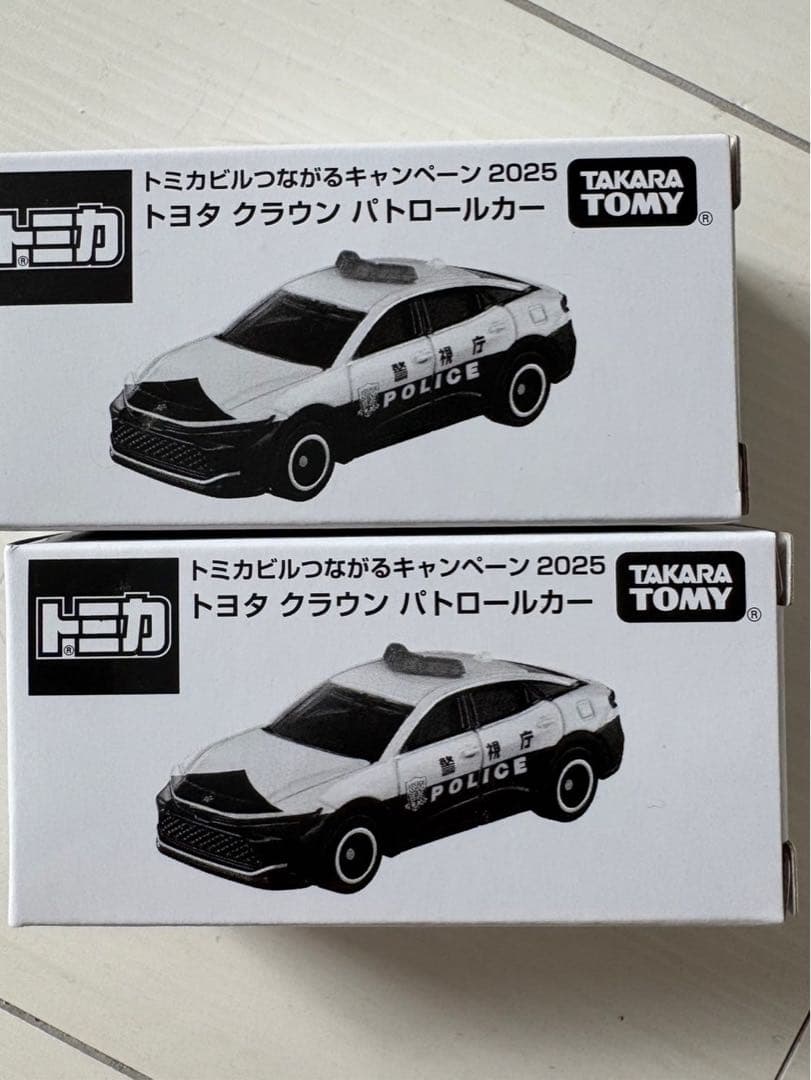 トミカビルつながるキャンペーン 2025
トヨタ クラウン パトロールカー
トミカ®
TAKARA
TOMY®
警視庁
POLICE
トミカビルつながるキャンペーン 2025
トヨタ クラウン パトロールカー
トミカ®
TAKARA
TOMY®
警視庁
POLICE